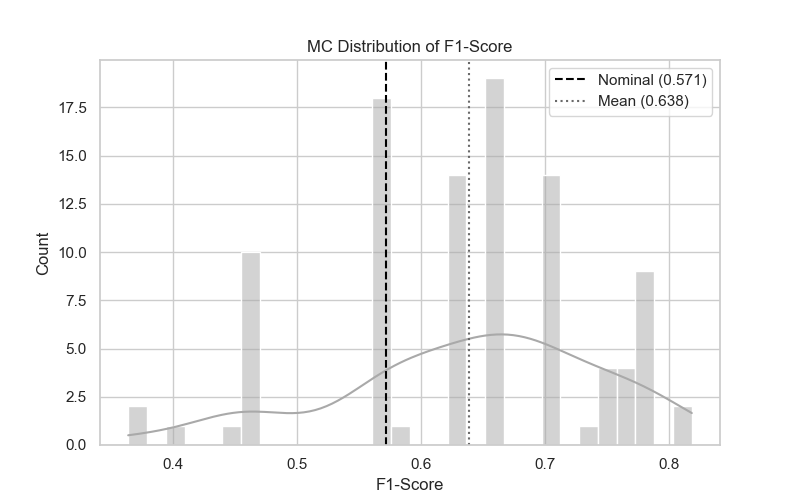 MC Distribution of F1-Score
Nominal (0.571)
Mean (0.638)
Count
17.5
15.0
12.5
10.0
7.5
5.0
2.5
0.0
0.4 0.5 0.6 0.7 0.8
F1-Score